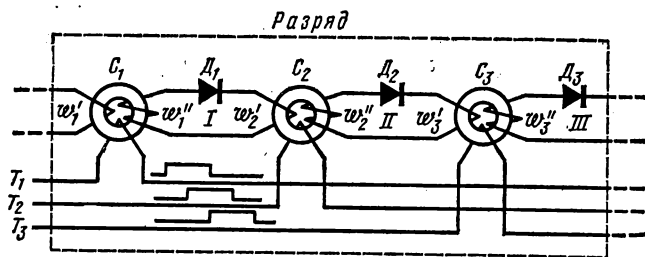 Разряд
C₁ Д₁ C₂ Д₂ C₃ Д₃
w₁′ w₁″ I w₂′ w₂″ II w₃′ w₃″ III
T₁
T₂
T₃